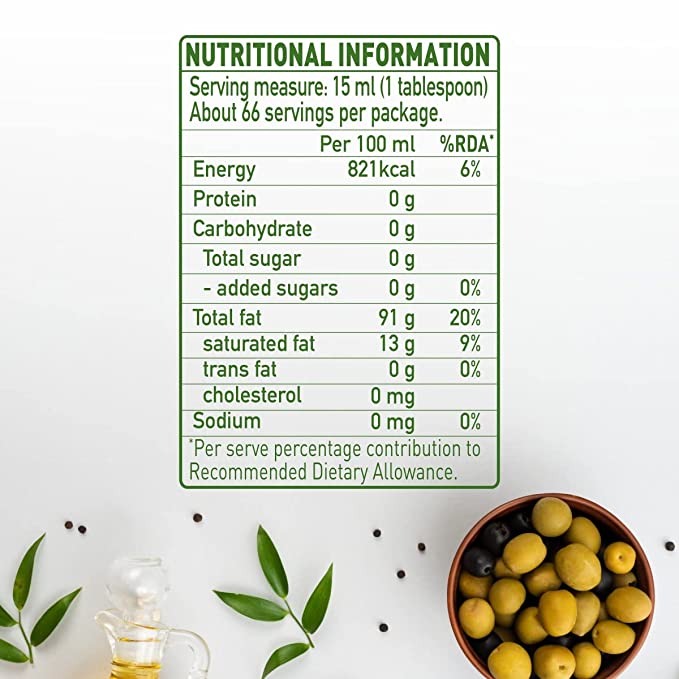 NUTRITIONAL INFORMATION
Serving measure: 15 ml (1 tablespoon)
About 66 servings per package.
Per 100 ml %RDA*
Energy 821kcal 6%
Protein 0 g
Carbohydrate 0 g
Total sugar 0 g
- added sugars 0 g 0%
Total fat 91 g 20%
saturated fat 13 g 9%
trans fat 0 g 0%
cholesterol 0 mg
Sodium 0 mg 0%
*Per serve percentage contribution to
Recommended Dietary Allowance.